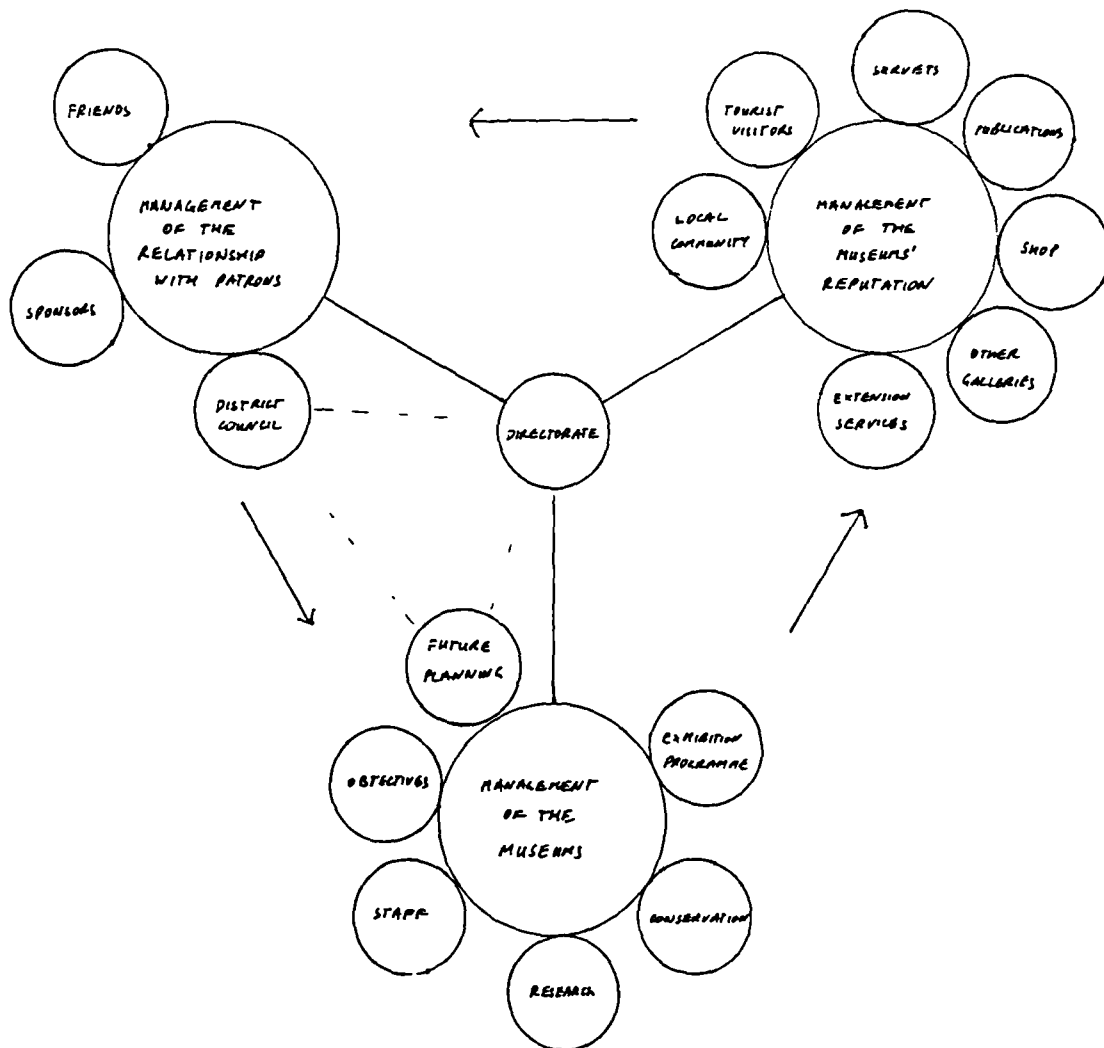 FRIENDS
MANAGEMENT
OF THE
RELATIONSHIP
WITH PATRONS
SPONSORS
DISTRICT
COUNCIL
SURVEYS
TOURIST
VISITORS
PUBLICATIONS
LOCAL
COMMUNITY
MANAGEMENT
OF THE
MUSEUMS'
REPUTATION
SHOP
OTHER
GALLERIES
EXTENSION
SERVICES
DIRECTORATE
FUTURE
PLANNING
OBJECTIVES
MANAGEMENT
OF THE
MUSEUMS
EXHIBITION
PROGRAMME
STAFF
CONSERVATION
RESEARCH